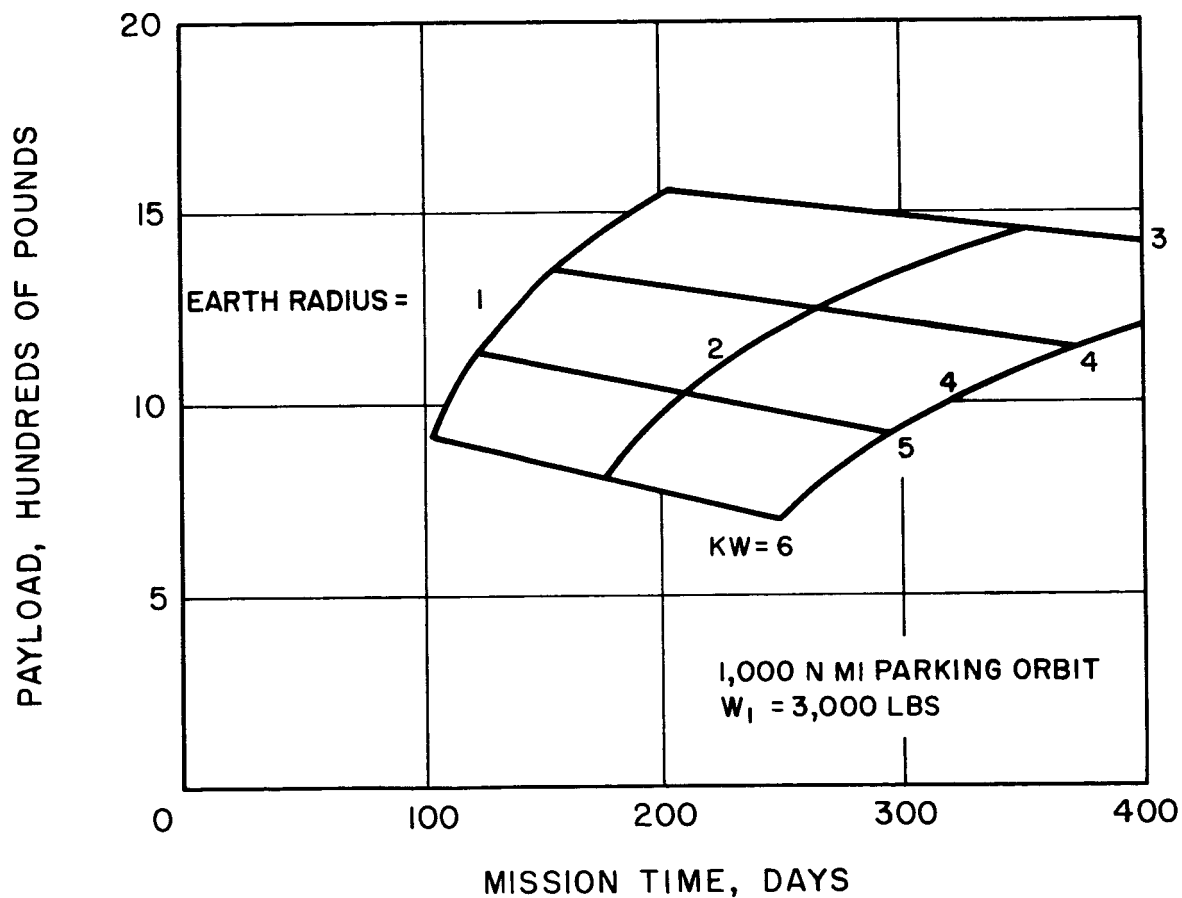 PAYLOAD, HUNDREDS OF POUNDS
20
15
10
5
0
100
200
300
400
MISSION TIME, DAYS
EARTH RADIUS = 1
2
4
3
4
5
KW = 6
1,000 N MI PARKING ORBIT
W₁ = 3,000 LBS